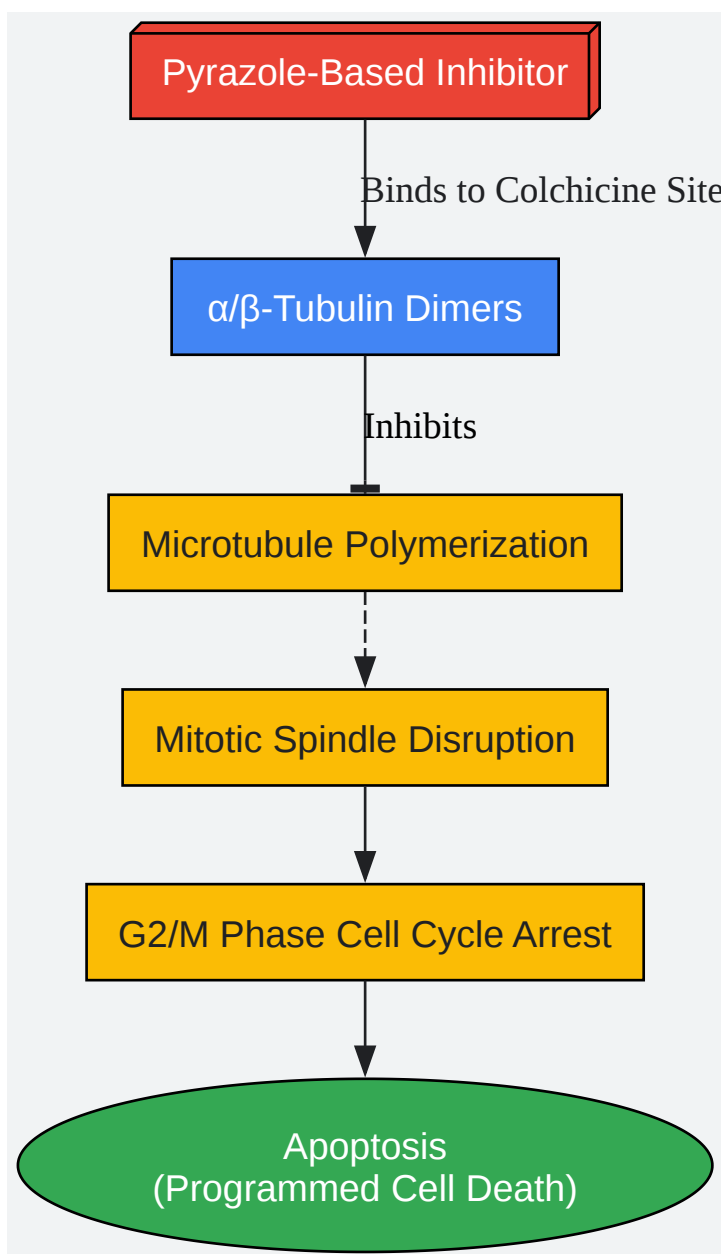 Pyrazole-Based Inhibitor
Binds to Colchicine Site
α/β-Tubulin Dimers
Inhibits
Microtubule Polymerization
Mitotic Spindle Disruption
G2/M Phase Cell Cycle Arrest
Apoptosis
(Programmed Cell Death)